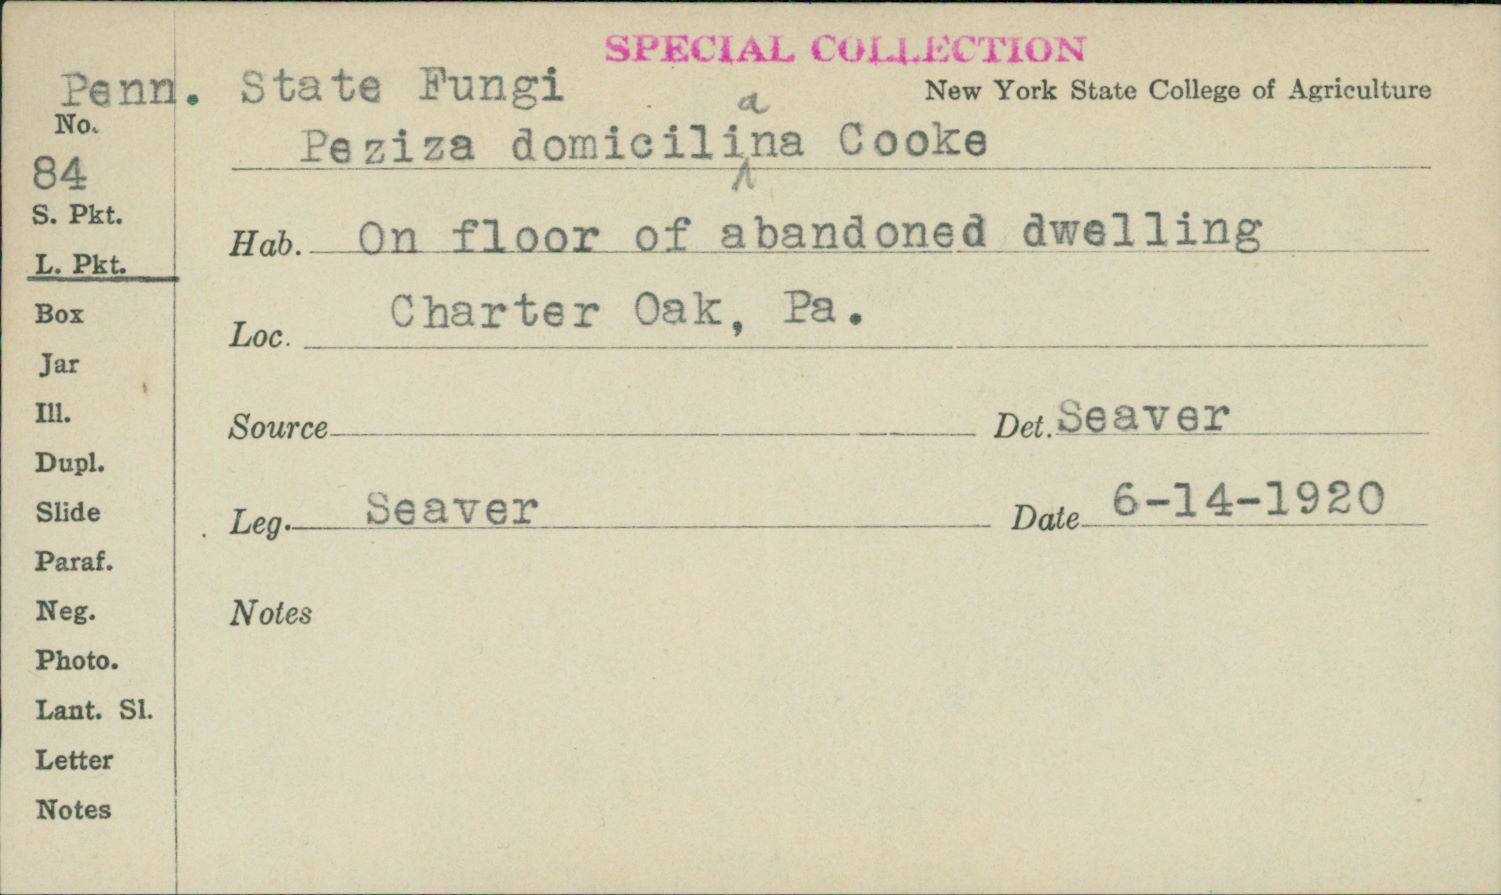 SPECIAL COLLECTION
Penn. State Fungi
New York State College of Agriculture
No.
84
a
Peziza domicilina Cooke
^
S. Pkt.
Hab. On floor of abandoned dwelling
L. Pkt.
Loc. Charter Oak, Pa.
Box
Jar
Ill.
Source
Det. Seaver
Dupl.
Slide
Leg. Seaver
Date 6-14-1920
Paraf.
Neg.
Notes
Photo.
Lant. Sl.
Letter
Notes